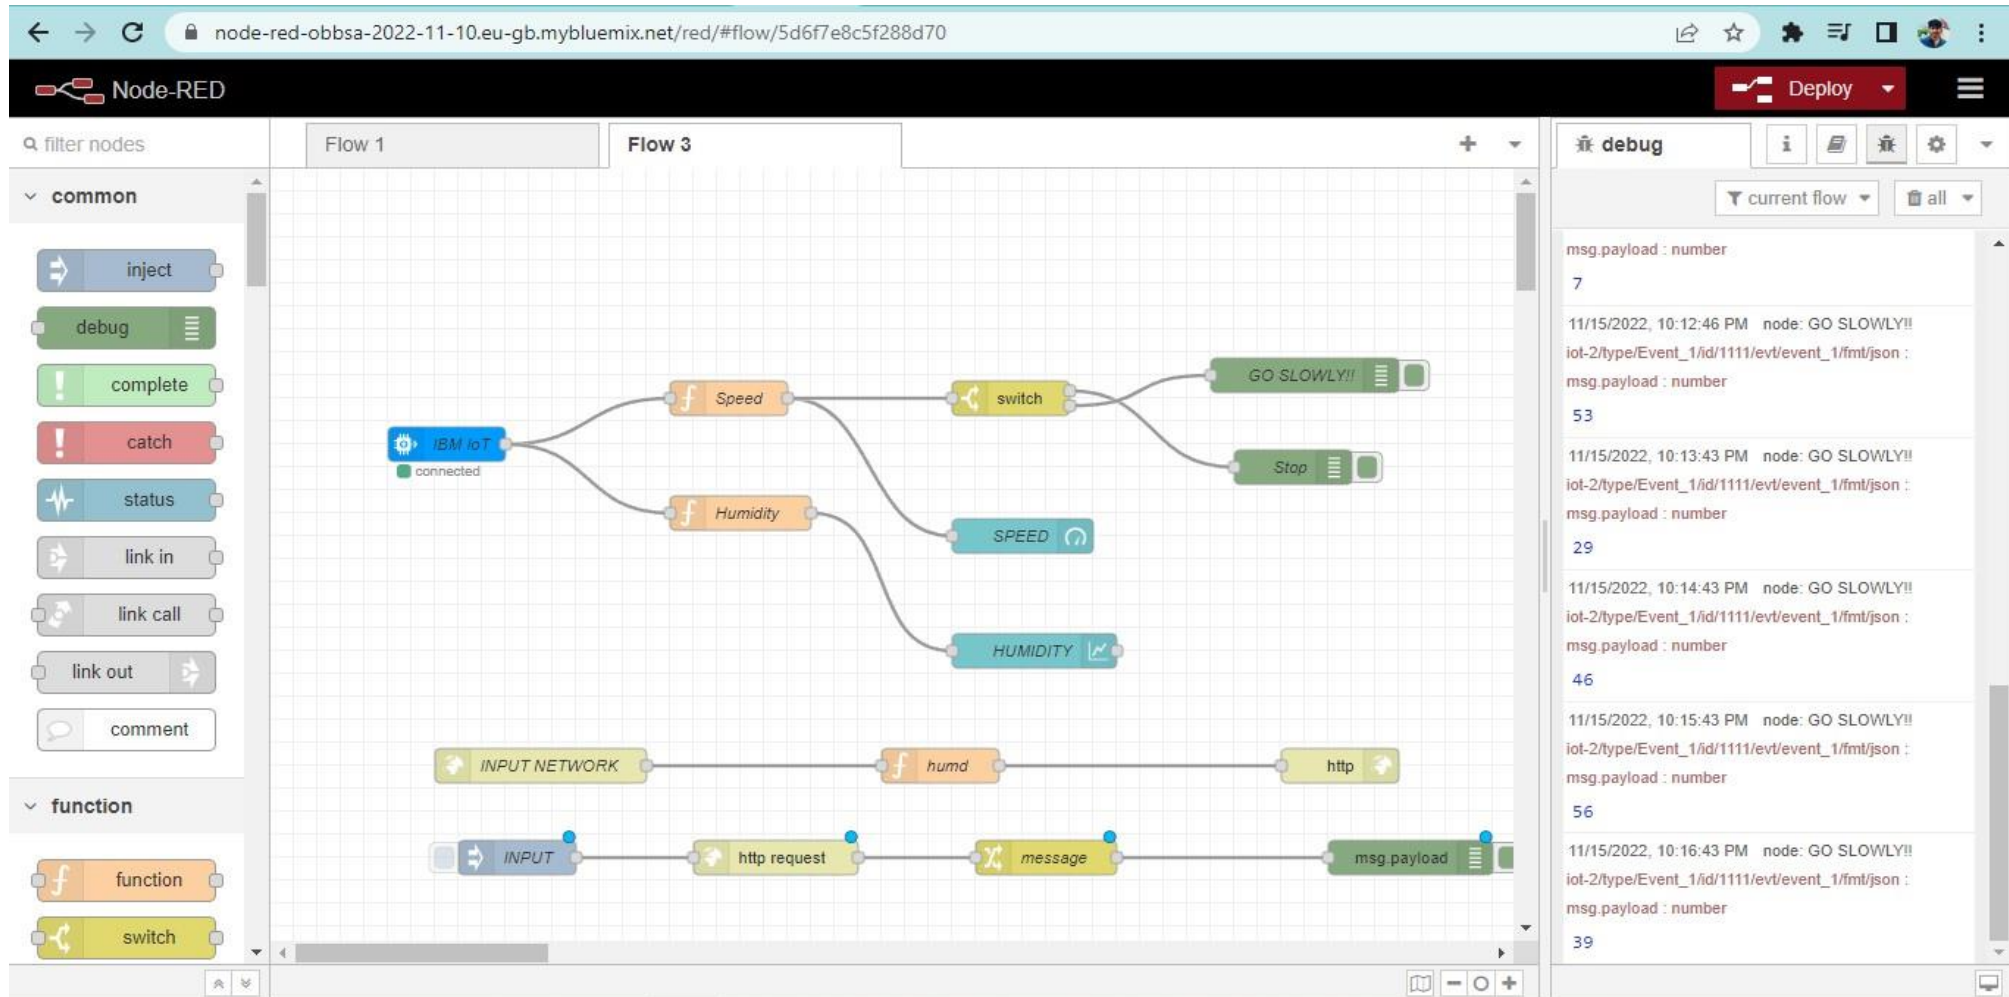 node-red-obbsa-2022-11-10.eu-gb.mybluemix.net/red/#flow/5d6f7e8c5f288d70
Node-RED
Deploy
filter nodes
Flow 1
Flow 3
debug
i
common
current flow
all
inject
debug
complete
catch
status
link in
link call
link out
comment
function
function
switch
Speed
switch
GO SLOWLY!!
IBM IoT
connected
Stop
Humidity
SPEED
HUMIDITY
INPUT NETWORK
humd
http
INPUT
http request
message
msg.payload
msg.payload : number
7
11/15/2022, 10:12:46 PM node: GO SLOWLY!!
iot-2/type/Event_1/id/1111/evt/event_1/fmt/json :
msg.payload : number
53
11/15/2022, 10:13:43 PM node: GO SLOWLY!!
iot-2/type/Event_1/id/1111/evt/event_1/fmt/json :
msg.payload : number
29
11/15/2022, 10:14:43 PM node: GO SLOWLY!!
iot-2/type/Event_1/id/1111/evt/event_1/fmt/json :
msg.payload : number
46
11/15/2022, 10:15:43 PM node: GO SLOWLY!!
iot-2/type/Event_1/id/1111/evt/event_1/fmt/json :
msg.payload : number
56
11/15/2022, 10:16:43 PM node: GO SLOWLY!!
iot-2/type/Event_1/id/1111/evt/event_1/fmt/json :
msg.payload : number
39